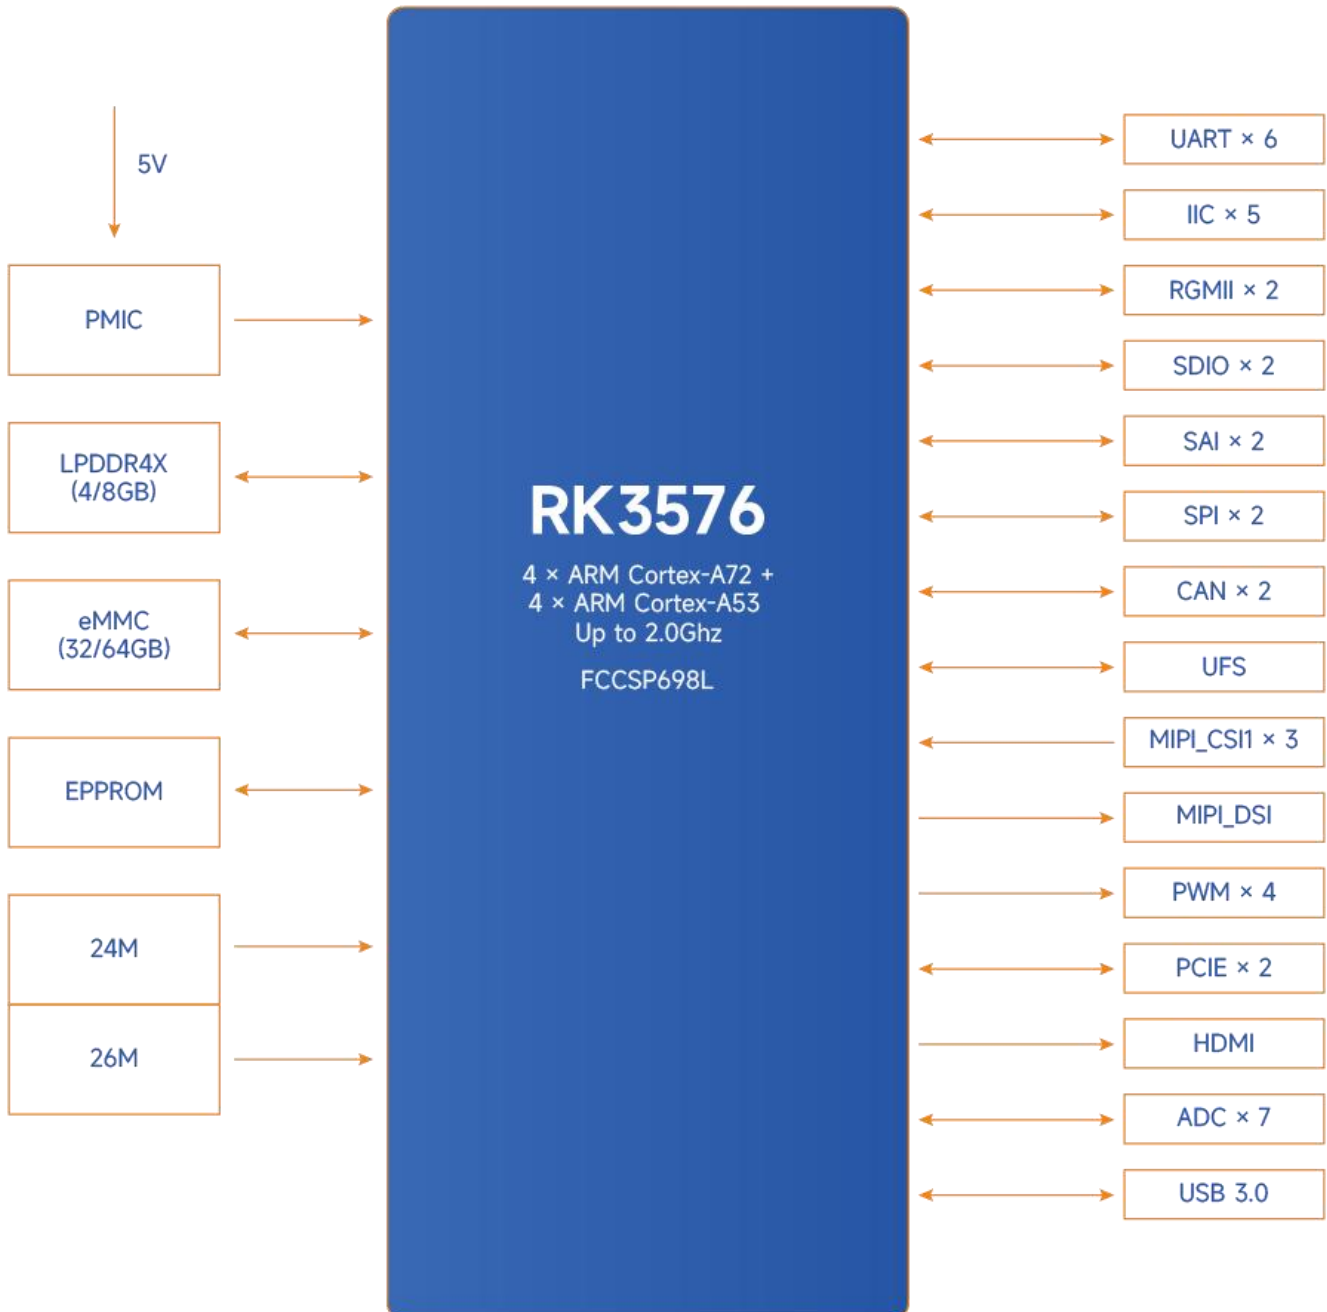 5V
PMIC
LPDDR4X
(4/8GB)
eMMC
(32/64GB)
EPPROM
24M
26M
RK3576
4 × ARM Cortex-A72 +
4 × ARM Cortex-A53
Up to 2.0Ghz
FCCSP698L
UART × 6
IIC × 5
RGMII × 2
SDIO × 2
SAI × 2
SPI × 2
CAN × 2
UFS
MIPI_CSI1 × 3
MIPI_DSI
PWM × 4
PCIE × 2
HDMI
ADC × 7
USB 3.0